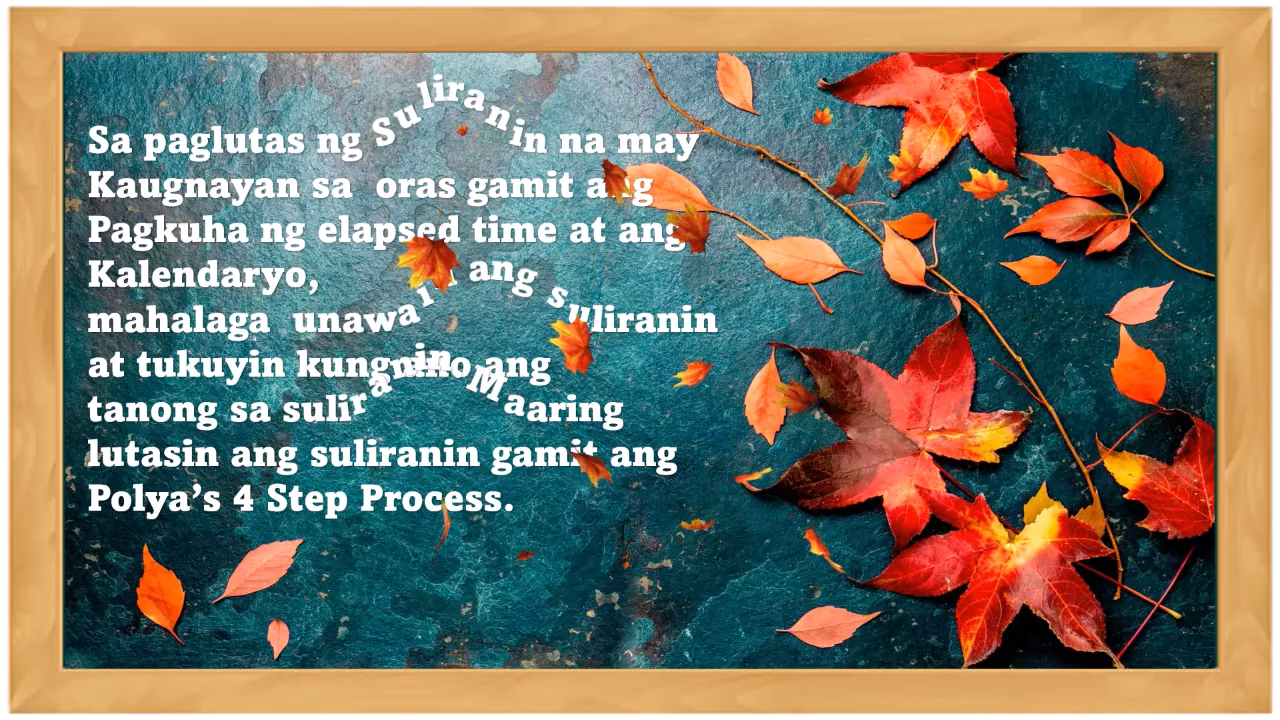 Sa paglutas ng Suliranin na may
Kaugnayan sa oras gamit ang
Pagkuha ng elapsed time at ang
Kalendaryo,
mahalaga unawain ang suliranin
at tukuyin kung ano ang
tanong sa suliranin Maaring
lutasin ang suliranin gamit ang
Polya's 4 Step Process.